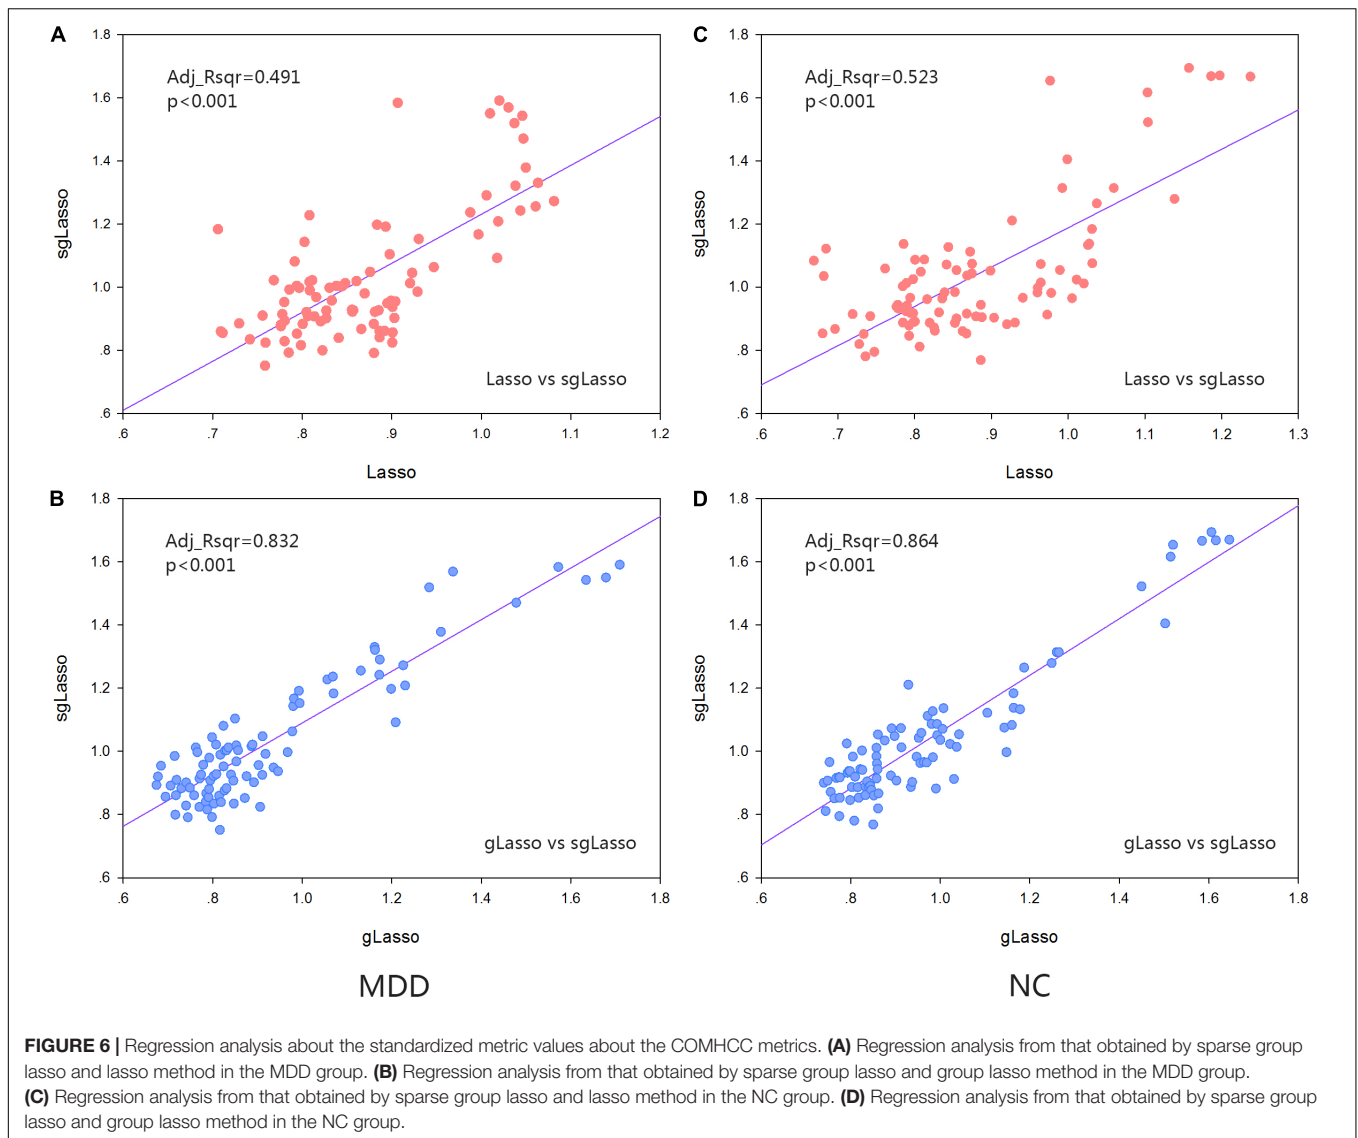 A
1.8
1.6
1.4
1.2
1.0
.8
.6
sgLasso
Adj_Rsqr=0.491
p<0.001
Lasso vs sgLasso
.6 .7 .8 .9 1.0 1.1 1.2
Lasso
C
1.8
1.6
1.4
1.2
1.0
.8
.6
sgLasso
Adj_Rsqr=0.523
p<0.001
Lasso vs sgLasso
.6 .7 .8 .9 1.0 1.1 1.2 1.3
Lasso
B
1.8
1.6
1.4
1.2
1.0
.8
.6
sgLasso
Adj_Rsqr=0.832
p<0.001
gLasso vs sgLasso
.6 .8 1.0 1.2 1.4 1.6 1.8
gLasso
MDD
D
1.8
1.6
1.4
1.2
1.0
.8
.6
sgLasso
Adj_Rsqr=0.864
p<0.001
gLasso vs sgLasso
.6 .8 1.0 1.2 1.4 1.6 1.8
gLasso
NC
FIGURE 6 | Regression analysis about the standardized metric values about the COMHCC metrics. (A) Regression analysis from that obtained by sparse group
lasso and lasso method in the MDD group. (B) Regression analysis from that obtained by sparse group lasso and group lasso method in the MDD group.
(C) Regression analysis from that obtained by sparse group lasso and lasso method in the NC group. (D) Regression analysis from that obtained by sparse group
lasso and group lasso method in the NC group.